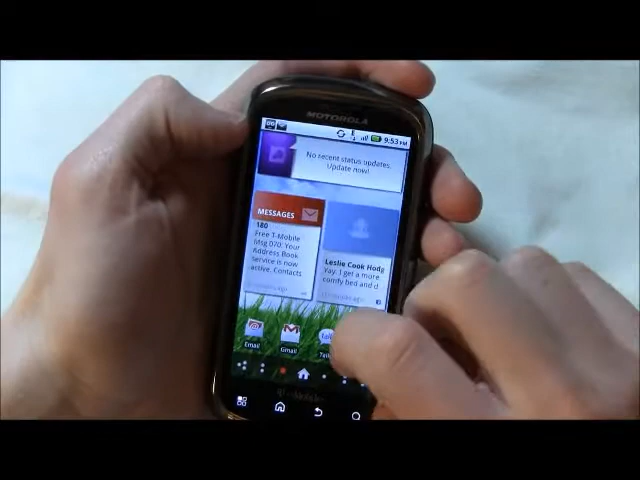 MOTOROLA
9:53 PM
No recent status updates.
Update now!
MESSAGES
180
Free T-Mobile
Msg 070: Your
Address Book
Service is now
active. Contacts
Leslie Cook Hodg
Yay. I get a more
comfy bed and d
Email
Gmail
Talk